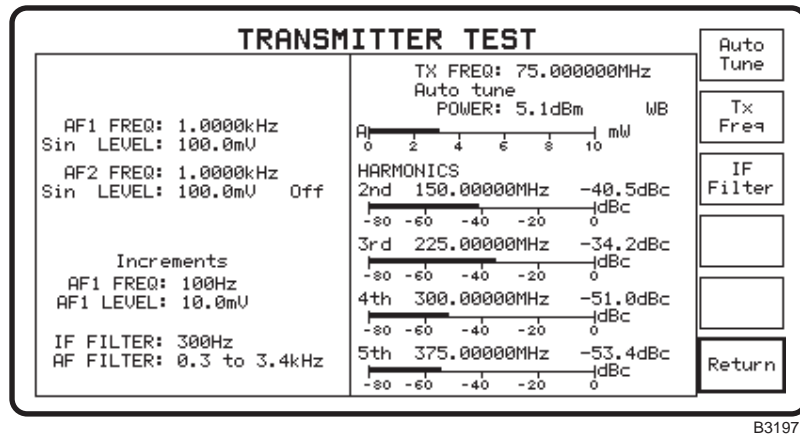 TRANSMITTER TEST
AF1 FREQ: 1.0000kHz
Sin LEVEL: 100.0mV
AF2 FREQ: 1.0000kHz
Sin LEVEL: 100.0mV Off
Increments
AF1 FREQ: 100Hz
AF1 LEVEL: 10.0mV
IF FILTER: 300Hz
AF FILTER: 0.3 to 3.4kHz
TX FREQ: 75.000000MHz
Auto tune
POWER: 5.1dBm WB
A mW
0 2 4 6 8 10
HARMONICS
2nd 150.00000MHz -40.5dBc
dBc
-80 -60 -40 -20 0
3rd 225.00000MHz -34.2dBc
dBc
-80 -60 -40 -20 0
4th 300.00000MHz -51.0dBc
dBc
-80 -60 -40 -20 0
5th 375.00000MHz -53.4dBc
dBc
-80 -60 -40 -20 0
Auto
Tune
Tx
Freq
IF
Filter
Return
B3197